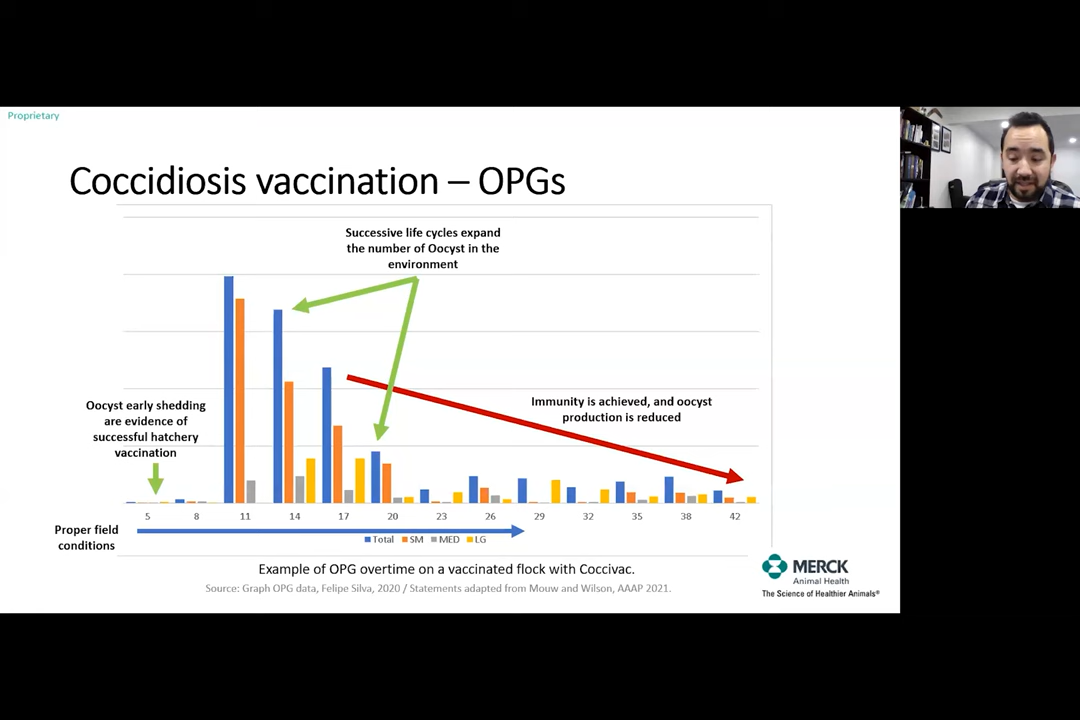 Proprietary
Coccidiosis vaccination – OPGs
Successive life cycles expand
the number of Oocyst in the
environment
Oocyst early shedding
are evidence of
successful hatchery
vaccination
Immunity is achieved, and oocyst
production is reduced
5 8 11 14 17 20 23 26 29 32 35 38 42
Proper field
conditions
Total SM MED LG
Example of OPG overtime on a vaccinated flock with Coccivac.
Source: Graph OPG data, Felipe Silva, 2020 / Statements adapted from Mouw and Wilson, AAAP 2021.
MERCK
Animal Health
The Science of Healthier Animals®